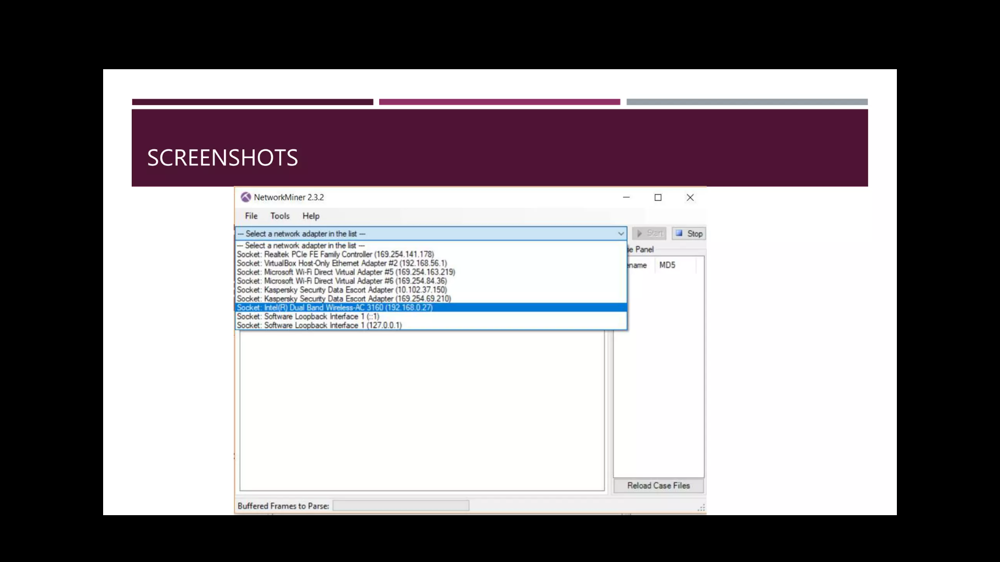 SCREENSHOTS
NetworkMiner 2.3.2
File Tools Help
--- Select a network adapter in the list ---
Start Stop
--- Select a network adapter in the list ---
Socket: Realtek PCIe FE Family Controller (169.254.141.178)
Socket: VirtualBox Host-Only Ethernet Adapter #2 (192.168.56.1)
Socket: Microsoft Wi-Fi Direct Virtual Adapter #5 (169.254.163.219)
Socket: Microsoft Wi-Fi Direct Virtual Adapter #6 (169.254.84.36)
Socket: Kaspersky Security Data Escort Adapter (10.102.37.150)
Socket: Kaspersky Security Data Escort Adapter (169.254.69.210)
Socket: Intel(R) Dual Band Wireless-AC 3160 (192.168.0.27)
Socket: Software Loopback Interface 1 (::1)
Socket: Software Loopback Interface 1 (127.0.0.1)
se Panel
ename MD5
Reload Case Files
Buffered Frames to Parse: